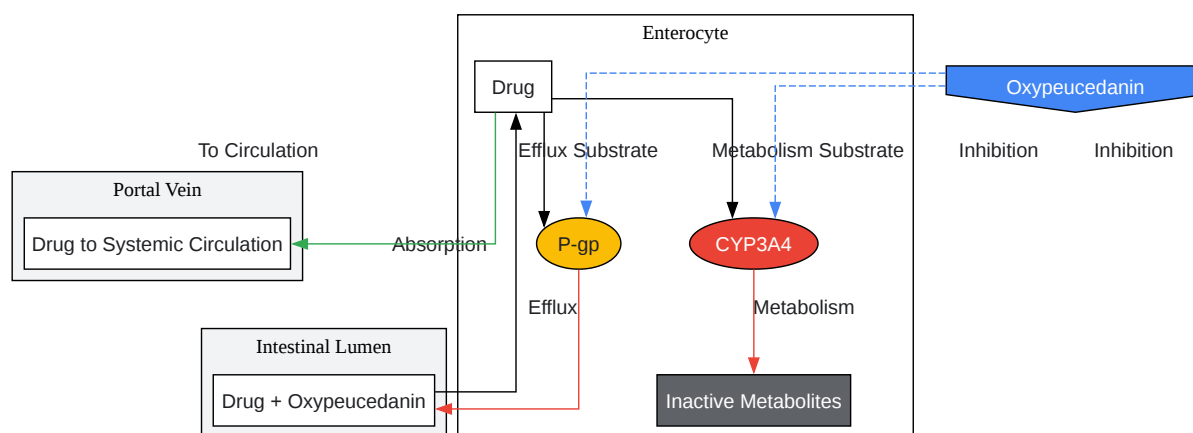 Enterocyte
Drug
Oxypeucedanin
To Circulation
Efflux Substrate
Metabolism Substrate
Inhibition
Inhibition
Portal Vein
Drug to Systemic Circulation
Absorption
P-gp
CYP3A4
Efflux
Metabolism
Intestinal Lumen
Drug + Oxypeucedanin
Inactive Metabolites